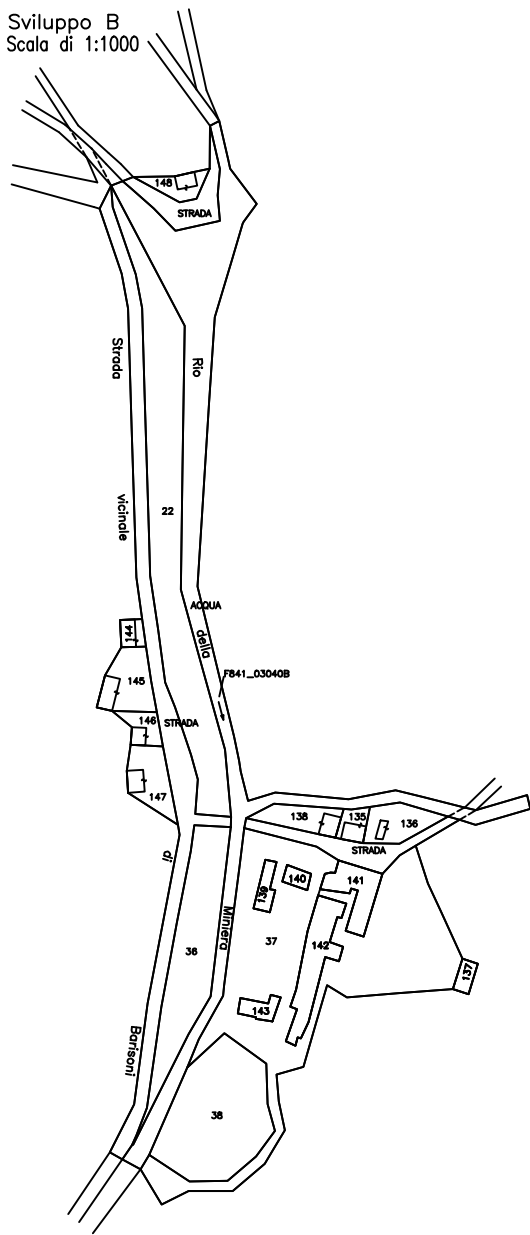 Sviluppo B
Scala di 1:1000
148
STRADA
Strada
Rio
vicinale
22
ACQUA
144
della
F841_03040B
145
146
STRADA
147
138
135
136
STRADA
di
140
141
139
Miniera
36
37
142
137
143
Barisoni
38